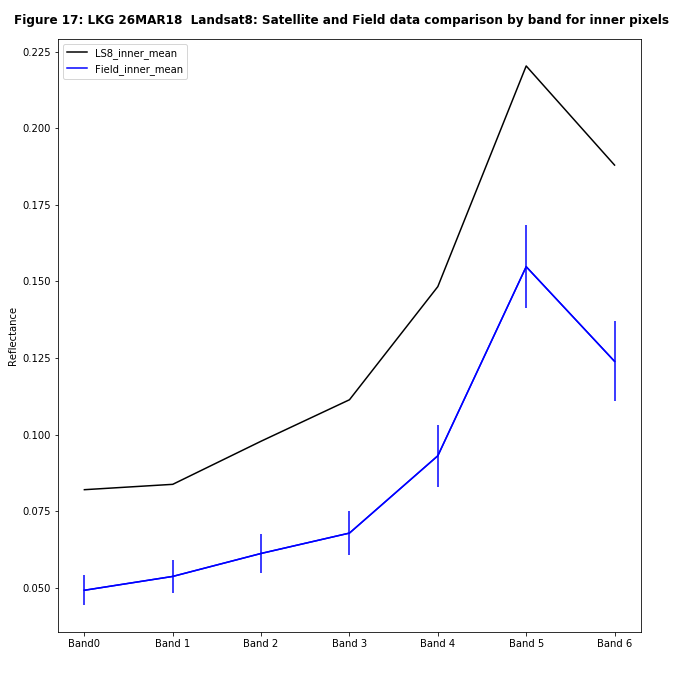 Figure 17: LKG 26MAR18  Landsat8: Satellite and Field data comparison by band for inner pixels
LS8_inner_mean
Field_inner_mean
0.225
0.200
0.175
0.150
0.125
0.100
0.075
0.050
Reflectance
Band0
Band 1
Band 2
Band 3
Band 4
Band 5
Band 6